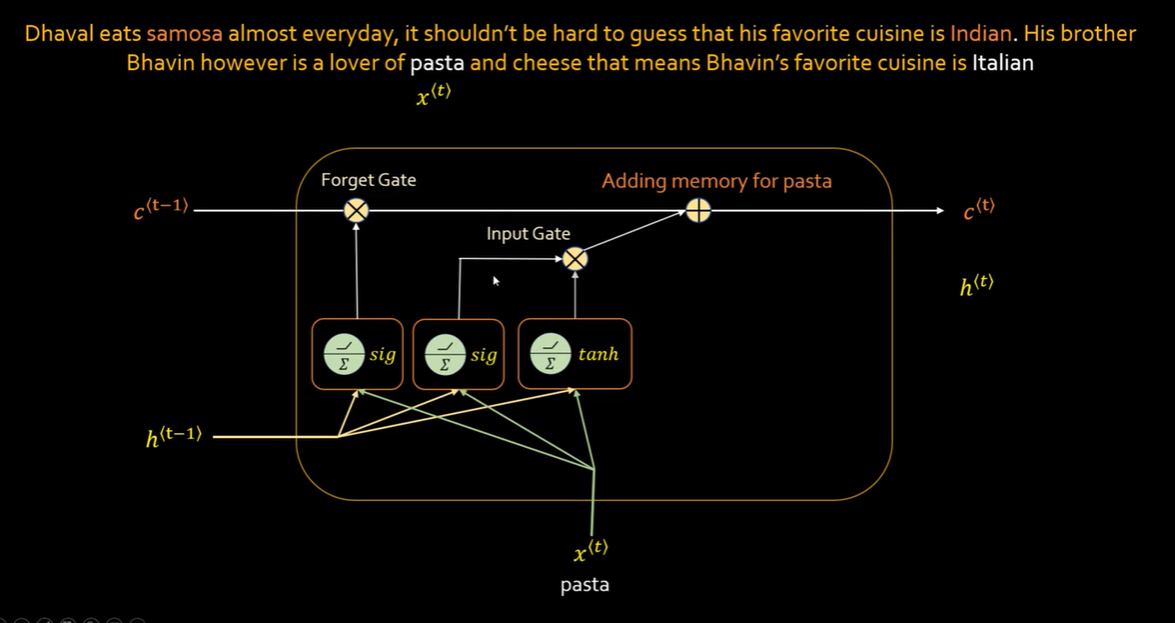 Dhaval eats samosa almost everyday, it shouldn't be hard to guess that his favorite cuisine is Indian. His brother
Bhavin however is a lover of pasta and cheese that means Bhavin's favorite cuisine is Italian
x⟨t⟩
Forget Gate
Adding memory for pasta
c⟨t−1⟩
c⟨t⟩
Input Gate
h⟨t⟩
Σ sig
Σ sig
Σ tanh
h⟨t−1⟩
x⟨t⟩
pasta